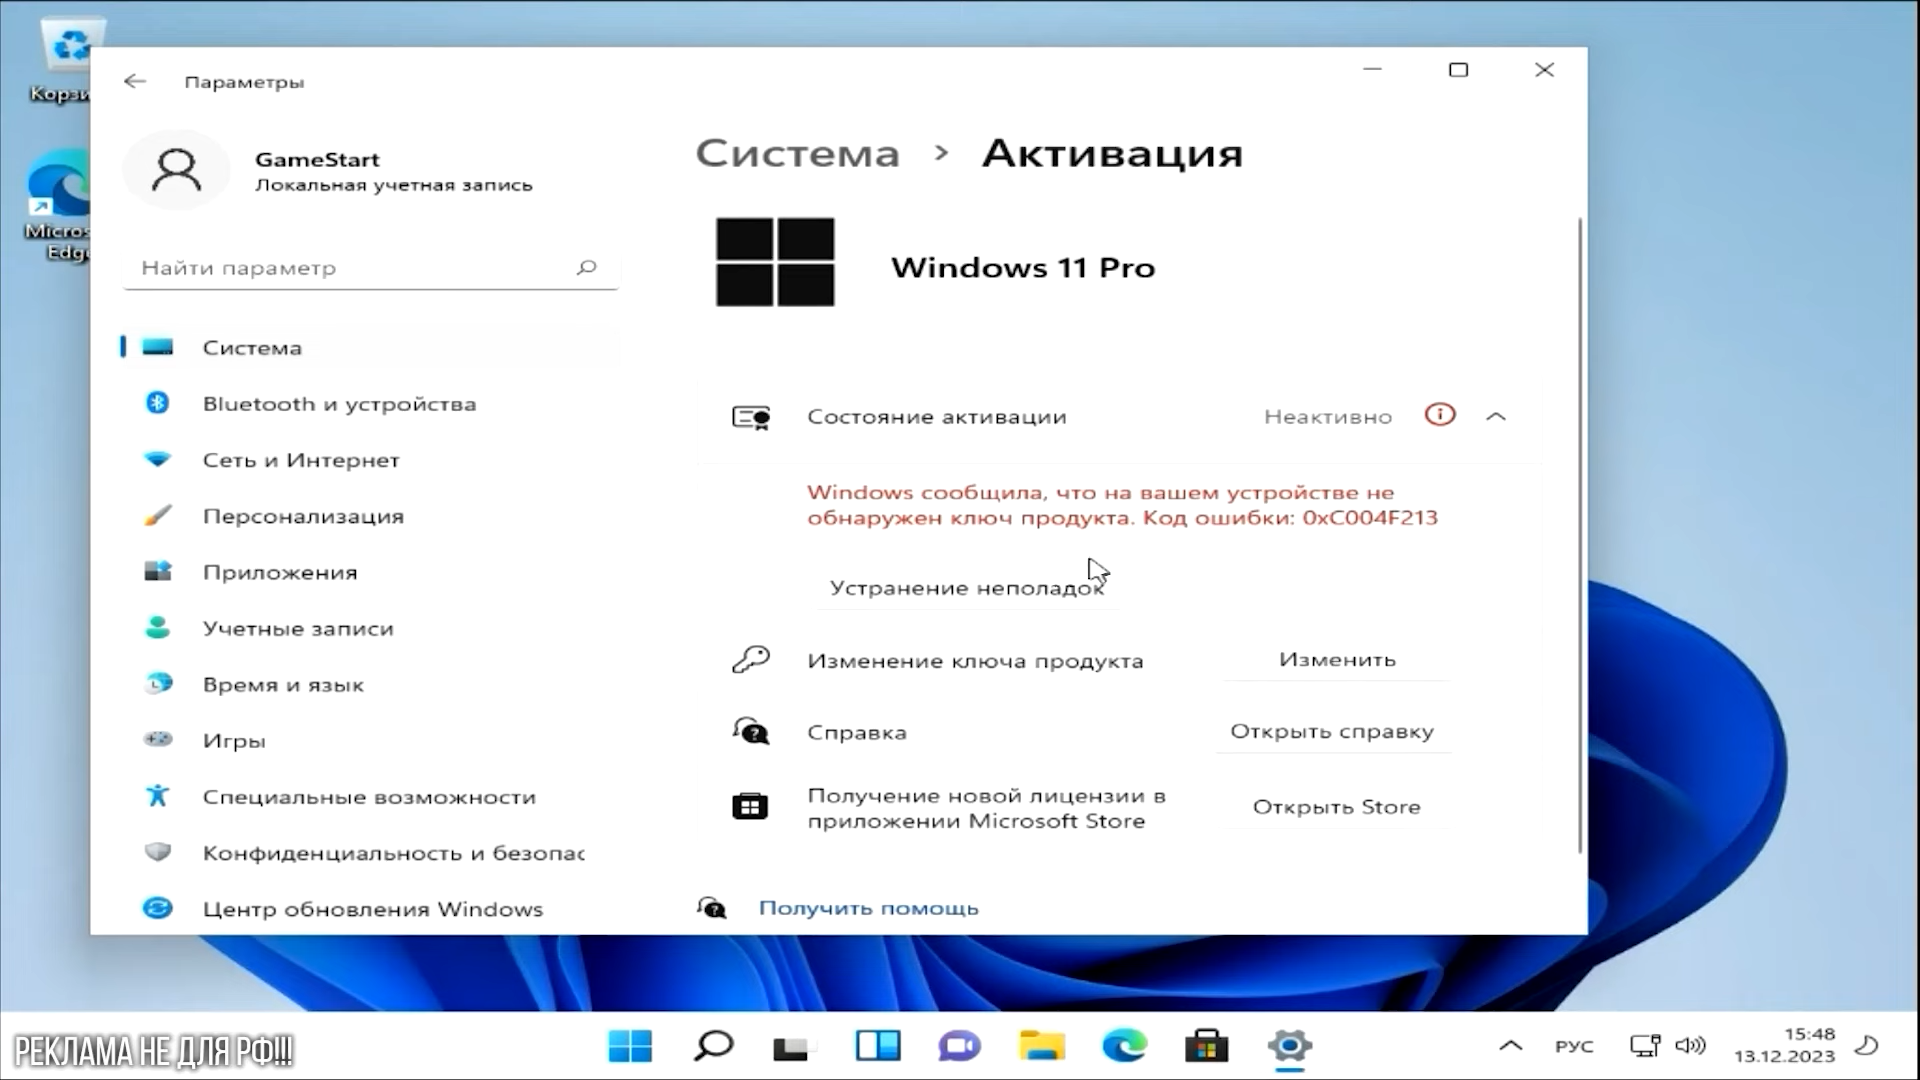 Корзи
Micros
Edge
Параметры
GameStart
Локальная учетная запись
Найти параметр
Система
Bluetooth и устройства
Сеть и Интернет
Персонализация
Приложения
Учетные записи
Время и язык
Игры
Специальные возможности
Конфиденциальность и безопас
Центр обновления Windows
Система > Активация
Windows 11 Pro
Состояние активации
Неактивно
Windows сообщила, что на вашем устройстве не
обнаружен ключ продукта. Код ошибки: 0xC004F213
Устранение неполадок
Изменение ключа продукта
Изменить
Справка
Открыть справку
Получение новой лицензии в
приложении Microsoft Store
Открыть Store
Получить помощь
РЕКЛАМА НЕ ДЛЯ РФ!!!
РУС
15:48
13.12.2023